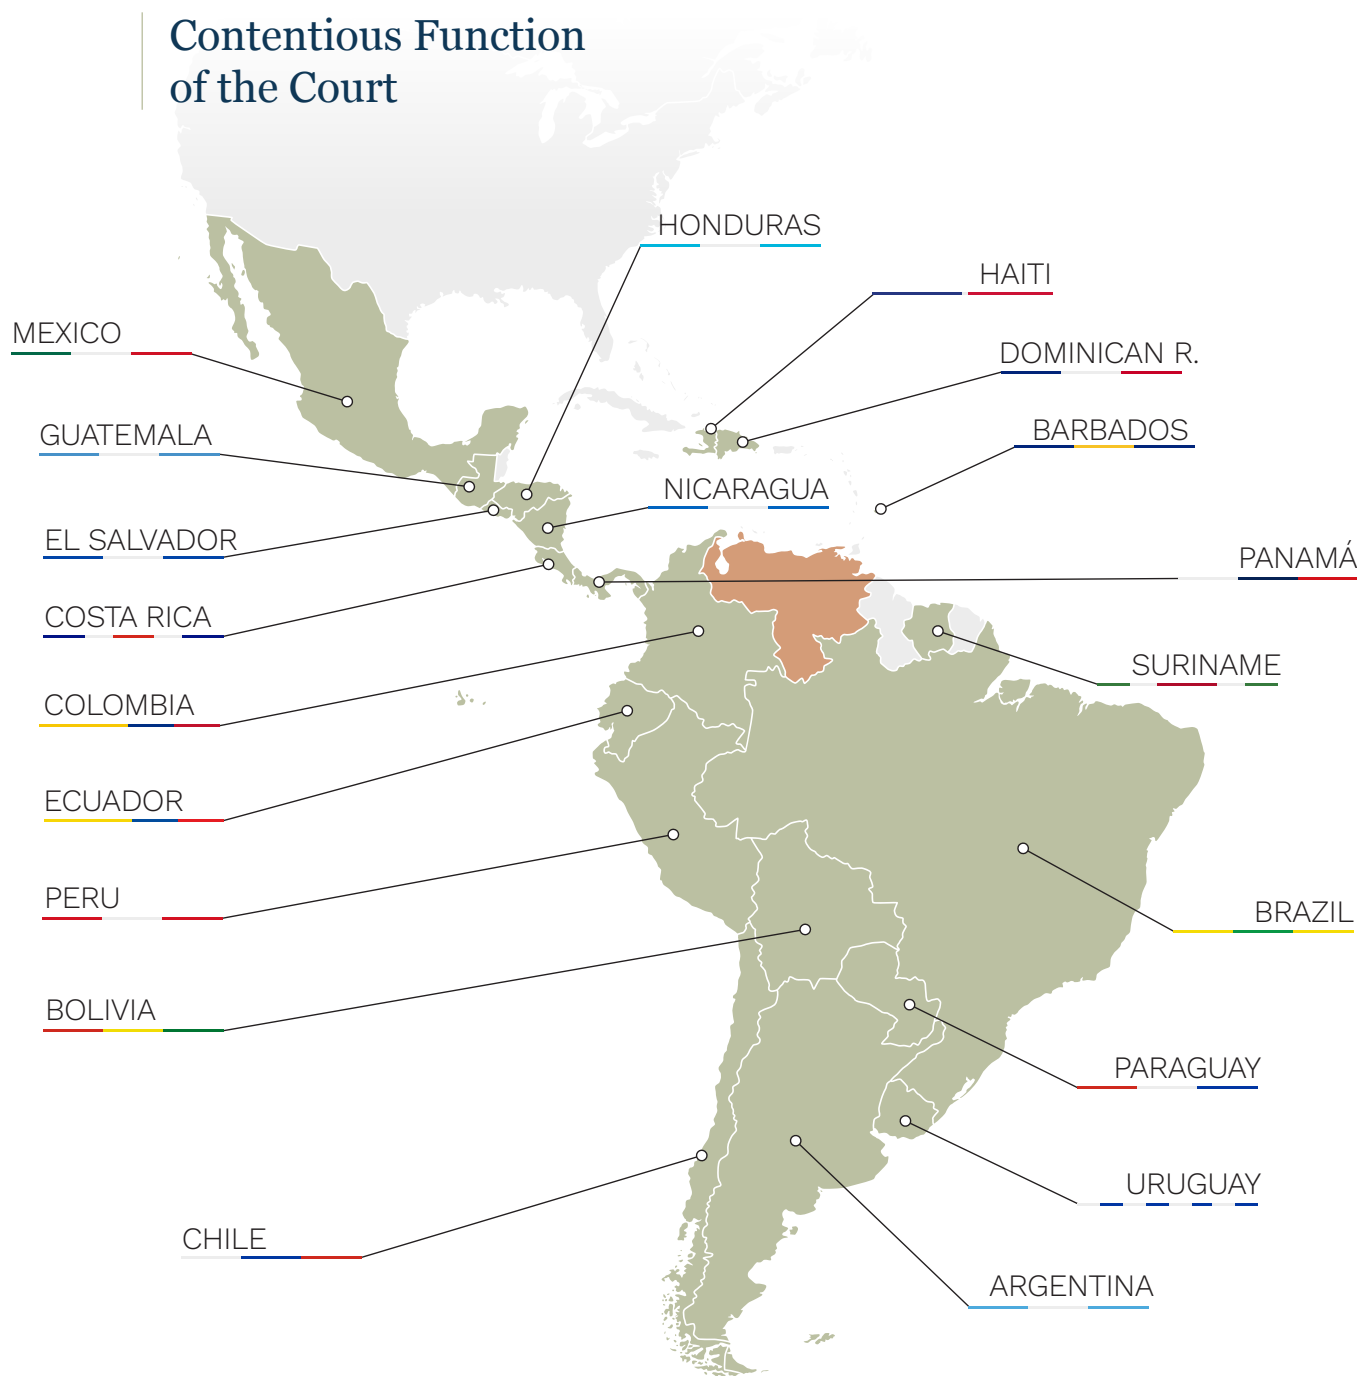 Contentious Function
of the Court
HONDURAS
HAITI
MEXICO
DOMINICAN R.
GUATEMALA
BARBADOS
NICARAGUA
EL SALVADOR
PANAMÁ
COSTA RICA
SURINAME
COLOMBIA
ECUADOR
PERU
BRAZIL
BOLIVIA
PARAGUAY
URUGUAY
CHILE
ARGENTINA